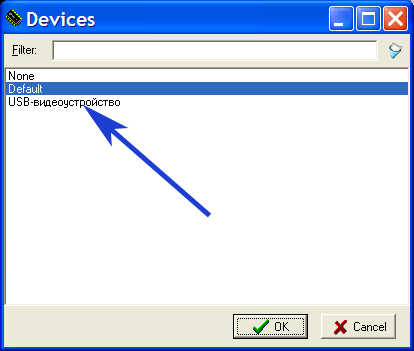 Devices
Filter:
None
Default
USB-видеоустройство
OK
Cancel